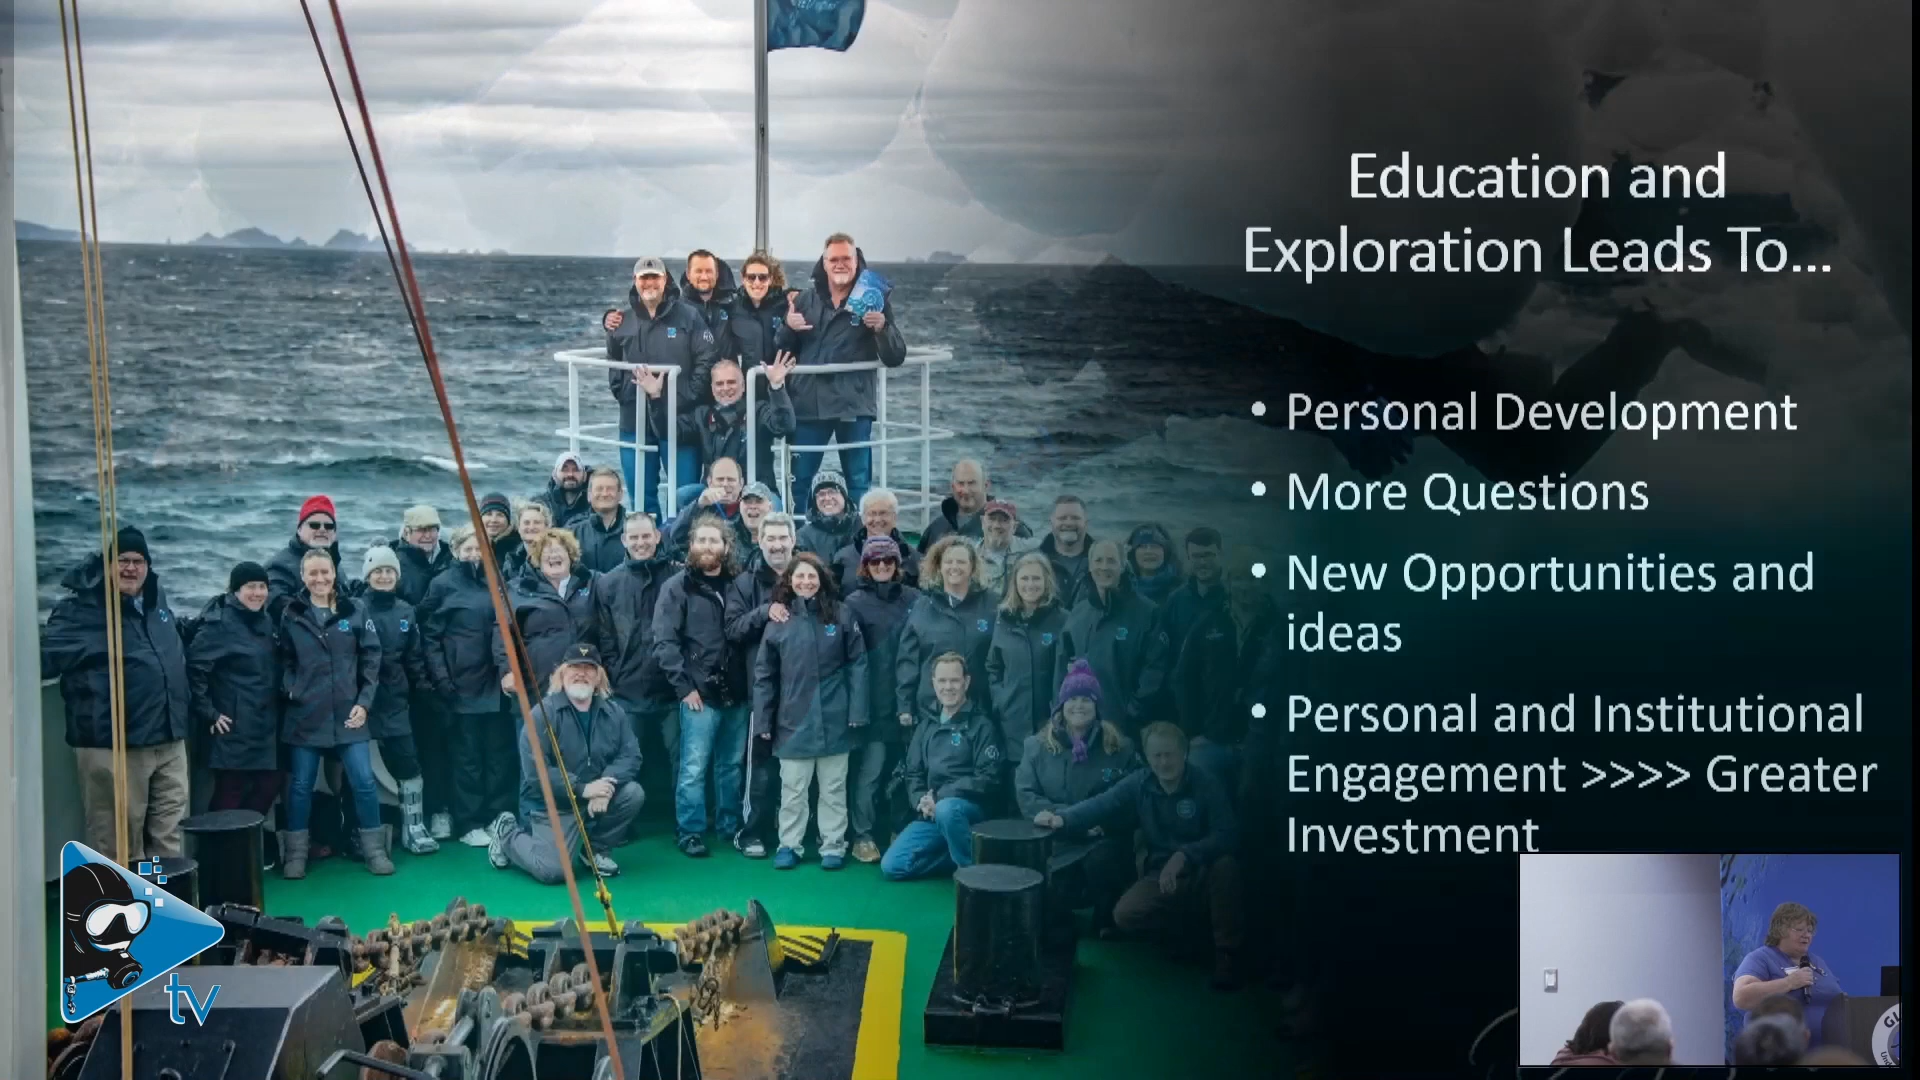 Education and
Exploration Leads To...
• Personal Development
• More Questions
• New Opportunities and
ideas
• Personal and Institutional
Engagement >>>> Greater
Investment
tv